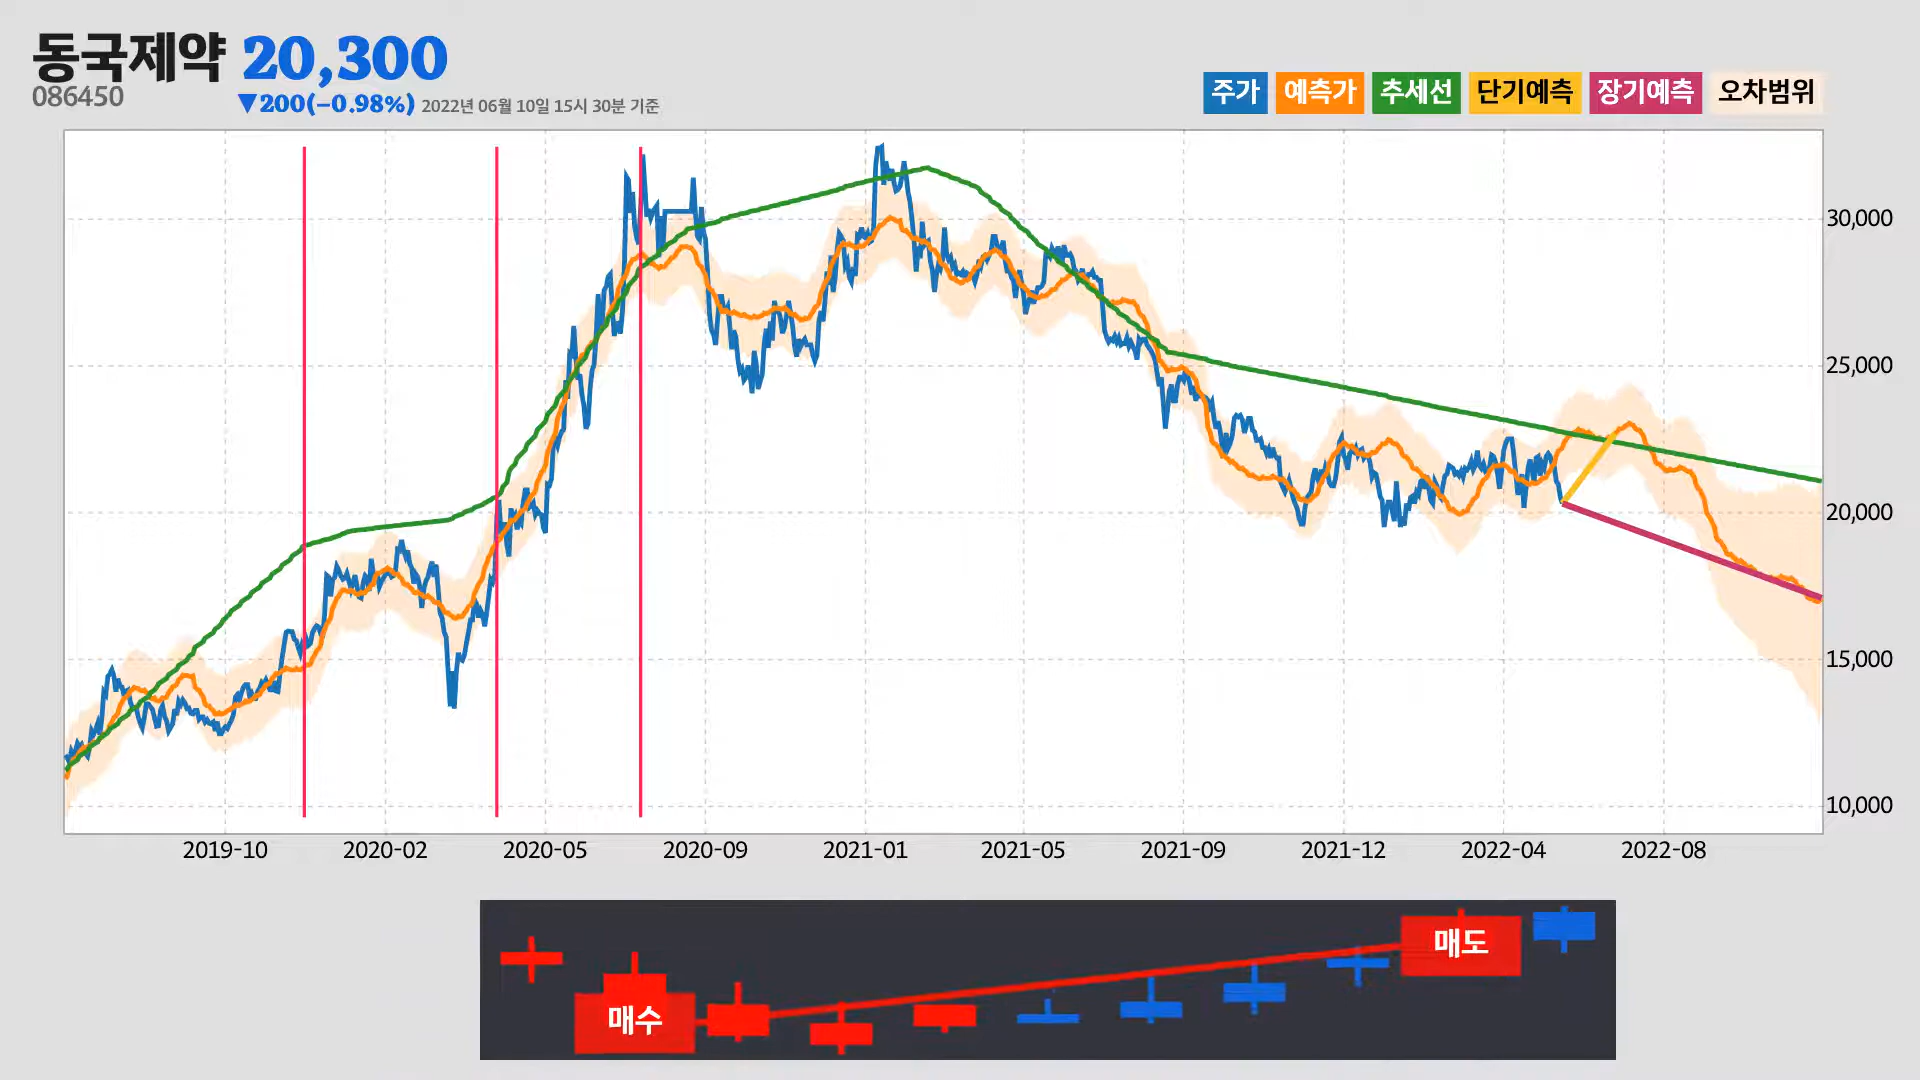 동국제약 20,300
086450
▼200(−0.98%) 2022년 06월 10일 15시 30분 기준
주가 예측가 추세선 단기예측 장기예측 오차범위
30,000
25,000
20,000
15,000
10,000
2019-10 2020-02 2020-05 2020-09 2021-01 2021-05 2021-09 2021-12 2022-04 2022-08
매도
매수